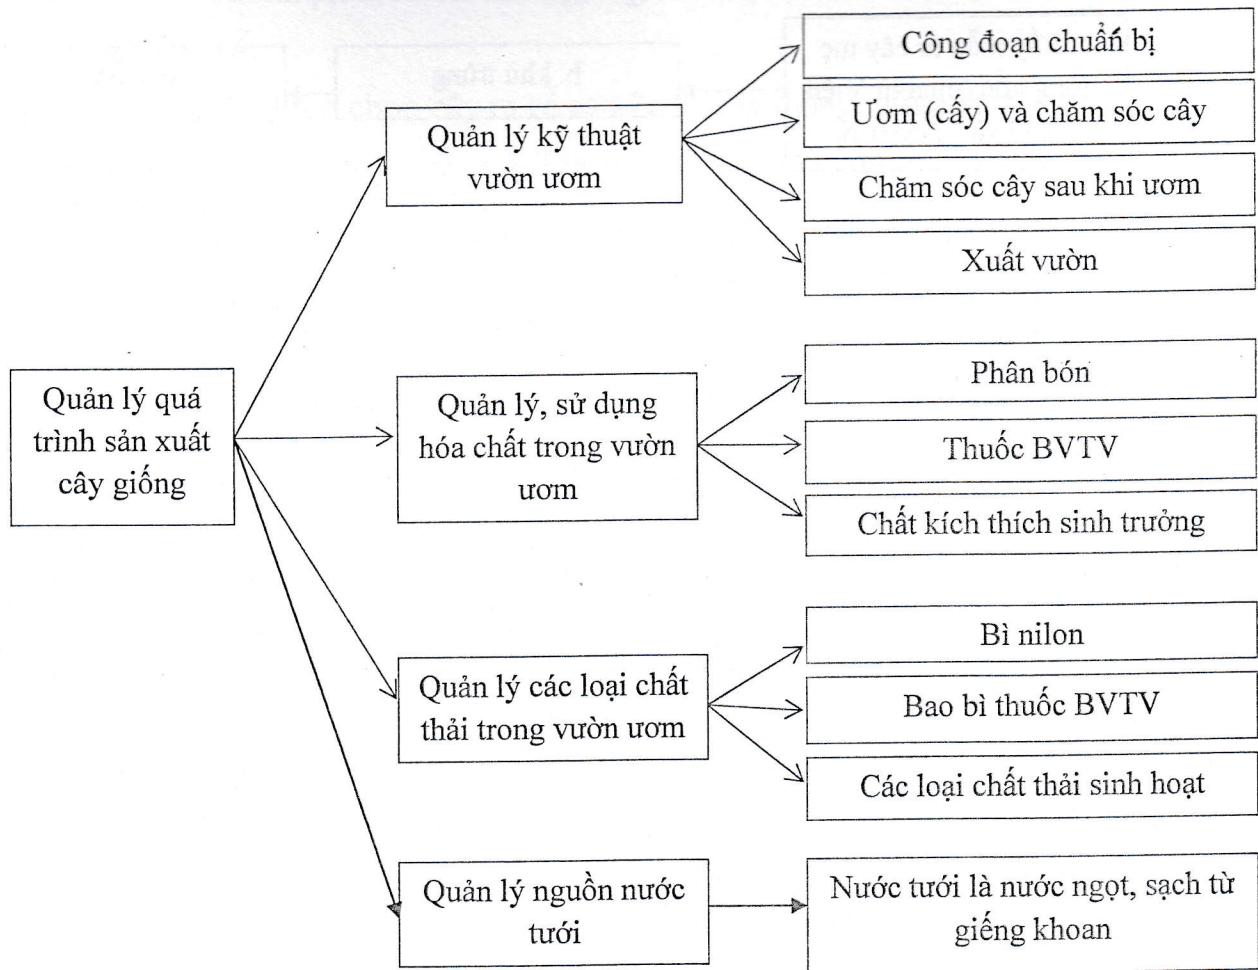 Công đoạn chuẩn bị
Ươm (cấy) và chăm sóc cây
Quản lý kỹ thuật
vườn ươm
Chăm sóc cây sau khi ươm
Xuất vườn
Quản lý quá
trình sản xuất
cây giống
Quản lý, sử dụng
hóa chất trong vườn
ươm
Phân bón
Thuốc BVTV
Chất kích thích sinh trưởng
Quản lý các loại chất
thải trong vườn ươm
Bì nilon
Bao bì thuốc BVTV
Các loại chất thải sinh hoạt
Quản lý nguồn nước
tưới
Nước tưới là nước ngọt, sạch từ
giếng khoan